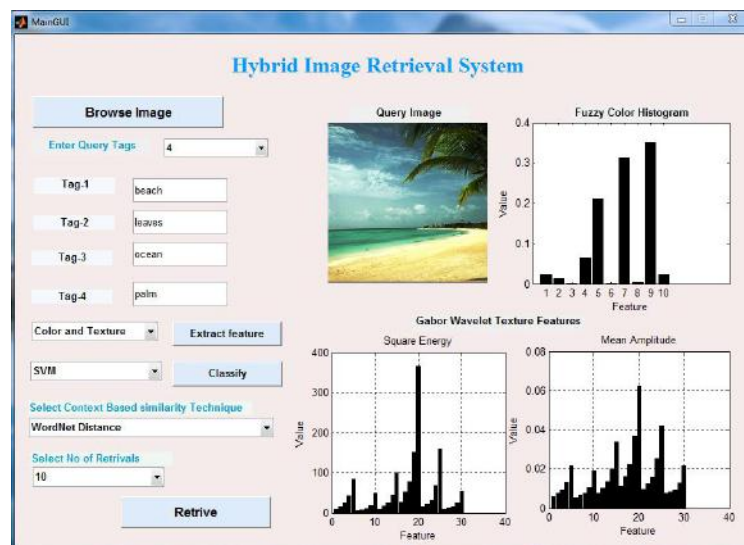 MainGUI
Hybrid Image Retrieval System
Browse Image
Enter Query Tags 4
Tag-1 beach
Tag-2 leaves
Tag-3 ocean
Tag-4 palm
Color and Texture Extract feature
SVM Classify
Select Context Based similarity Technique
WordNet Distance
Select No of Retrivals
10
Retrive
Query Image
Fuzzy Color Histogram
0.4
0.3
0.2
0.1
0
Value
1 2 3 4 5 6 7 8 9 10
Feature
Gabor Wavelet Texture Features
Square Energy
400
300
200
100
0
Value
0 10 20 30 40
Feature
Mean Amplitude
0.08
0.06
0.04
0.02
0
Value
0 10 20 30 40
Feature